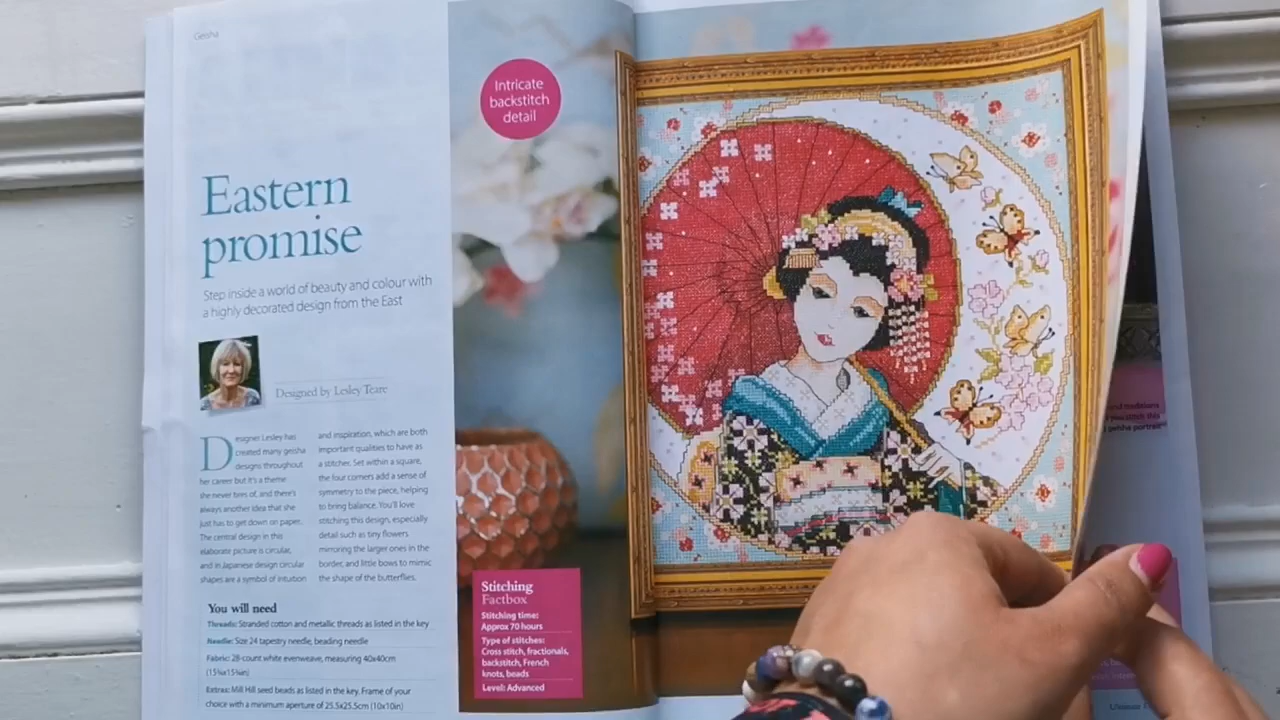 Geisha
Eastern
promise
Step inside a world of beauty and colour with
a highly decorated design from the East
Designed by Lesley Teare
Designer Lesley has
created many geisha
designs throughout
her career but it's a theme
she never tires of, and there's
always another idea that she
just has to get down on paper.
The central design in this
elaborate picture is circular,
and in Japanese design circular
shapes are a symbol of intuition
and inspiration, which are both
important qualities to have as
a stitcher. Set within a square,
the four corners add a sense of
symmetry to the piece, helping
to bring balance. You'll love
stitching this design, especially
detail such as tiny flowers
mirroring the larger ones in the
border, and little bows to mimic
the shape of the butterflies.
You will need
Threads: Stranded cotton and metallic threads as listed in the key
Needle: Size 24 tapestry needle, beading needle
Fabric: 28-count white evenweave, measuring 40x40cm
(15¾x15¾in)
Extras: Mill Hill seed beads as listed in the key. Frame of your
choice with a minimum aperture of 25.5x25.5cm (10x10in)
Intricate
backstitch
detail
Stitching
Factbox
Stitching time:
Approx 70 hours
Type of stitches:
Cross stitch, fractionals,
backstitch, French
knots, beads
Level: Advanced
and medallions
you stitch this
geisha portrait